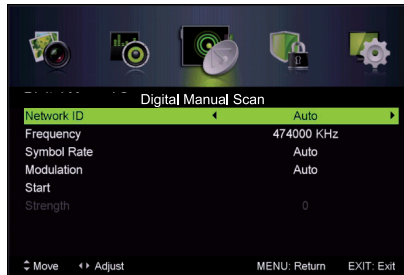 Digital Manual Scan
Network ID Auto
Frequency 474000 KHz
Symbol Rate Auto
Modulation Auto
Start
Strength 0
Move Adjust MENU: Return EXIT: Exit